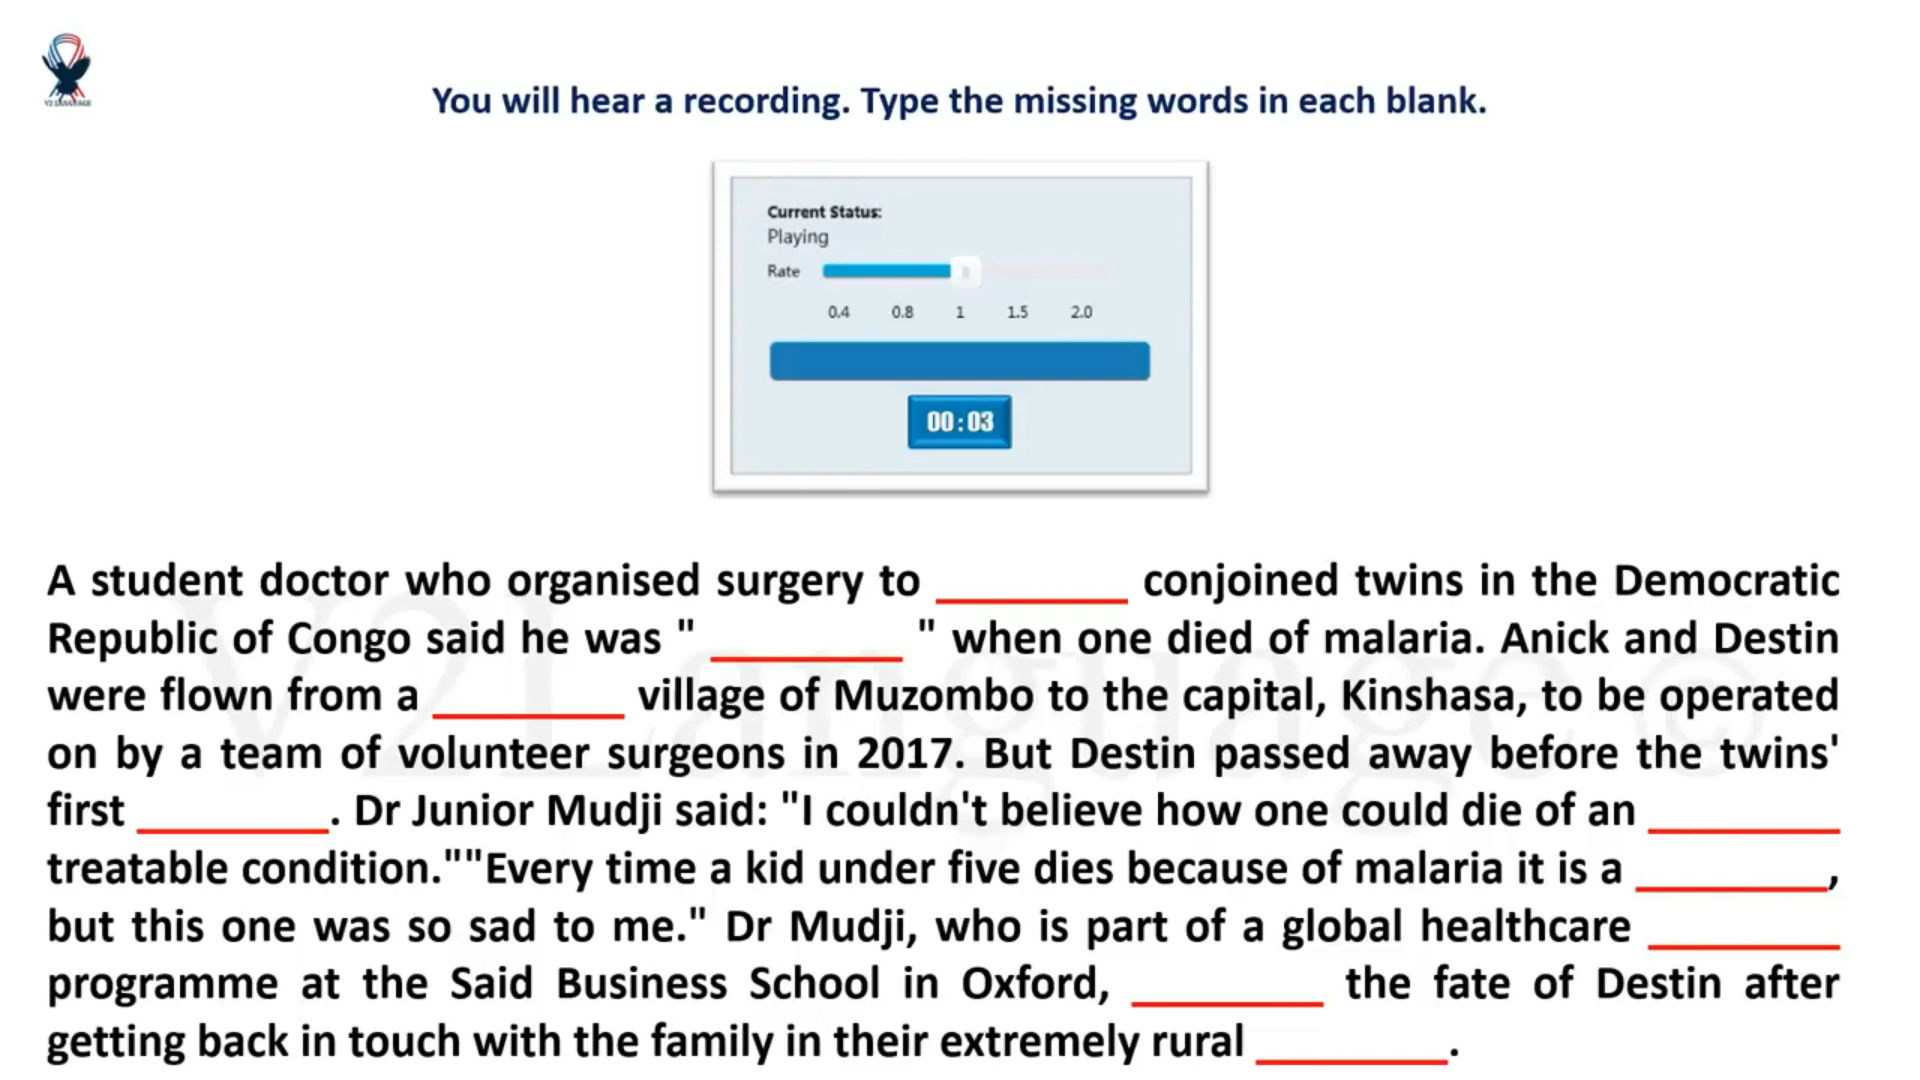 V2 LANGUAGE
You will hear a recording. Type the missing words in each blank.
Current Status:
Playing
Rate
0.4 0.8 1 1.5 2.0
00:03
A student doctor who organised surgery to ________ conjoined twins in the Democratic
Republic of Congo said he was " ________ " when one died of malaria. Anick and Destin
were flown from a ________ village of Muzombo to the capital, Kinshasa, to be operated
on by a team of volunteer surgeons in 2017. But Destin passed away before the twins'
first ________. Dr Junior Mudji said: "I couldn't believe how one could die of an ________
treatable condition.""Every time a kid under five dies because of malaria it is a ________,
but this one was so sad to me." Dr Mudji, who is part of a global healthcare ________
programme at the Said Business School in Oxford, ________ the fate of Destin after
getting back in touch with the family in their extremely rural ________.
V2Language ©